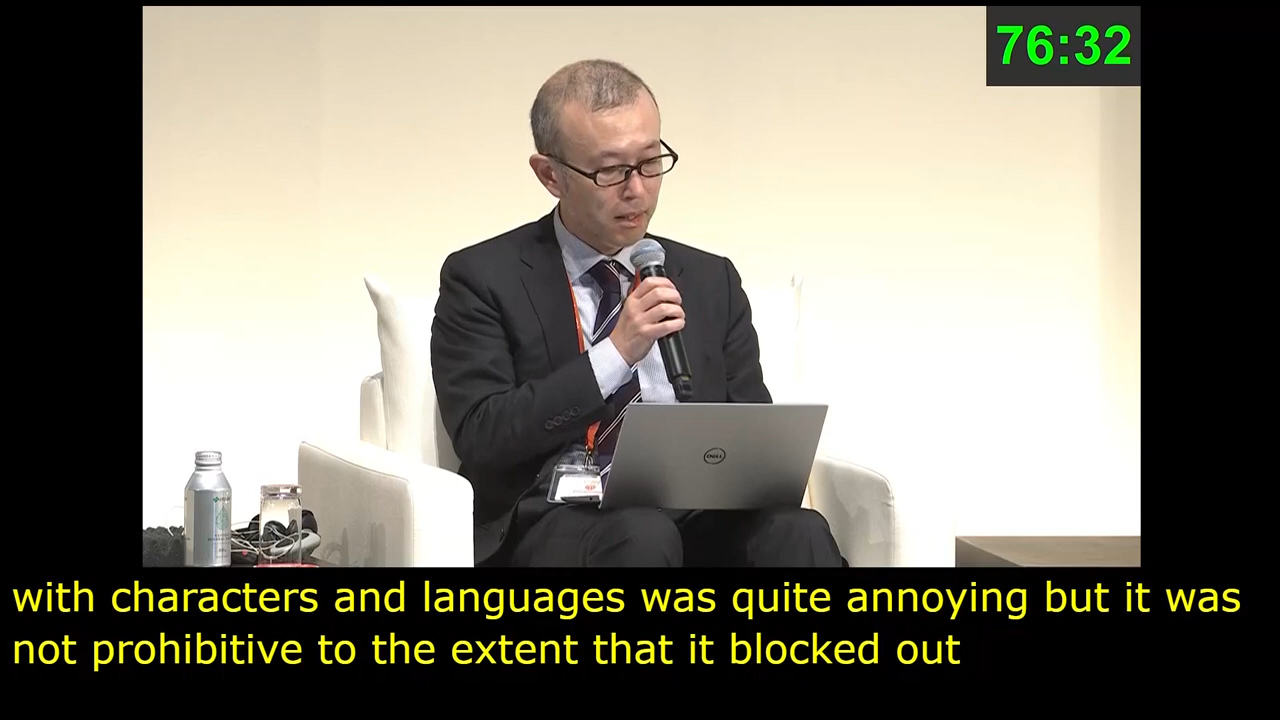 76:32
DELL
with characters and languages was quite annoying but it was
not prohibitive to the extent that it blocked out